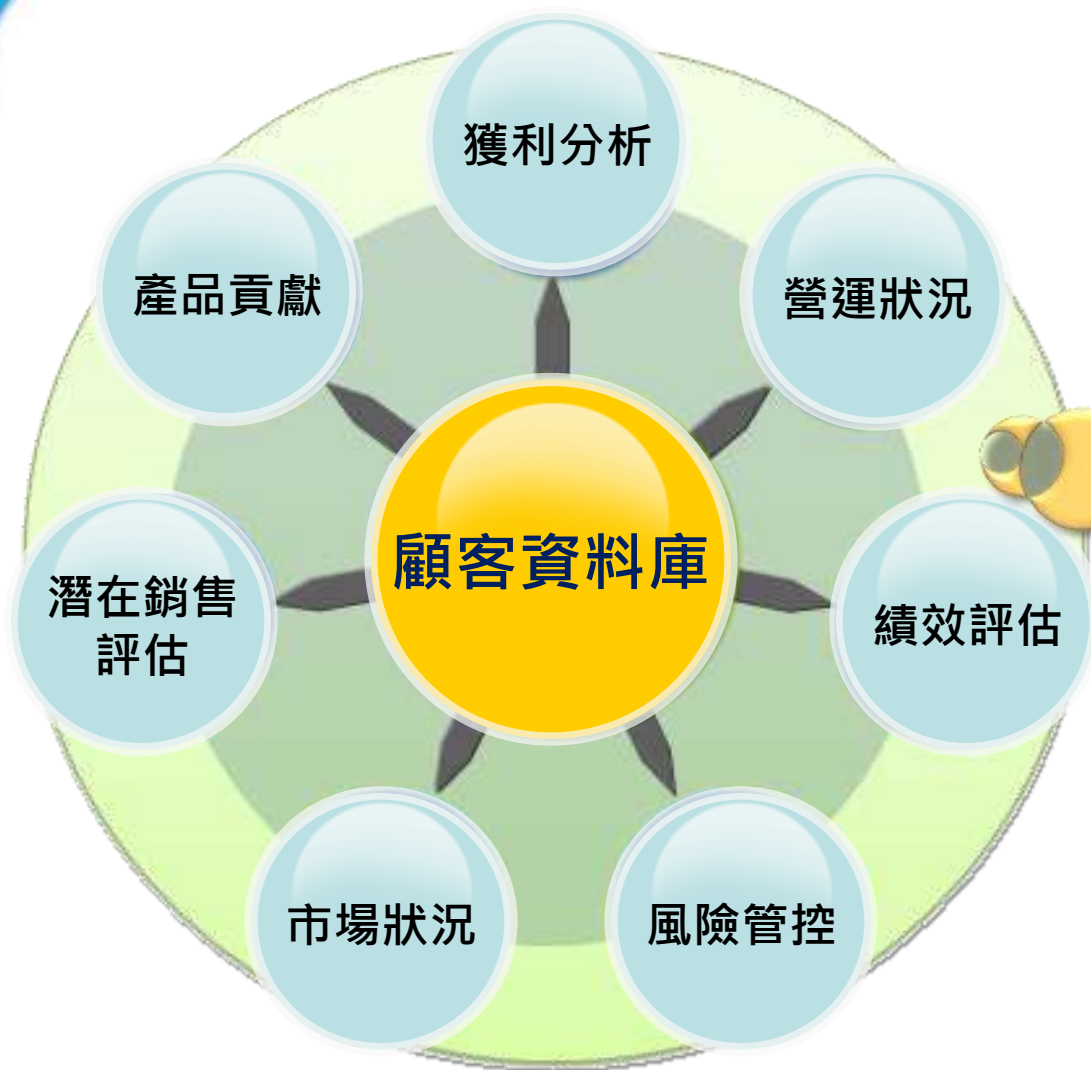 獲利分析
產品貢獻
營運狀況
顧客資料庫
潛在銷售
評估
績效評估
市場狀況
風險管控